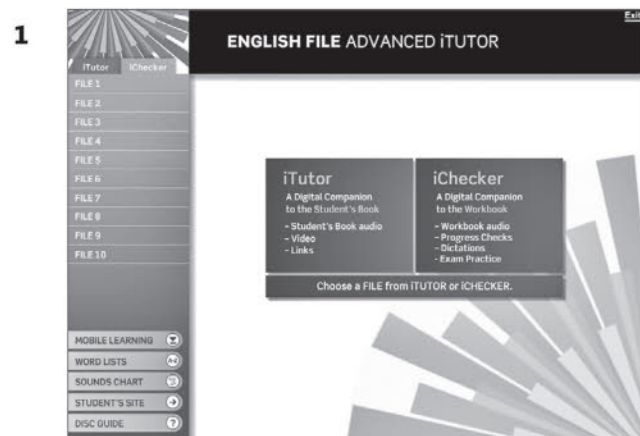 1
Exit
ENGLISH FILE ADVANCED iTUTOR
iTutor
iChecker
FILE 1
FILE 2
FILE 3
FILE 4
FILE 5
FILE 6
FILE 7
FILE 8
FILE 9
FILE 10
iTutor
A Digital Companion
to the Student's Book
- Student's Book audio
- Video
- Links
iChecker
A Digital Companion
to the Workbook
- Workbook audio
- Progress Checks
- Dictations
- Exam Practice
Choose a FILE from iTUTOR or iCHECKER.
MOBILE LEARNING
WORD LISTS
A-Z
SOUNDS CHART
STUDENT'S SITE
DISC GUIDE
?